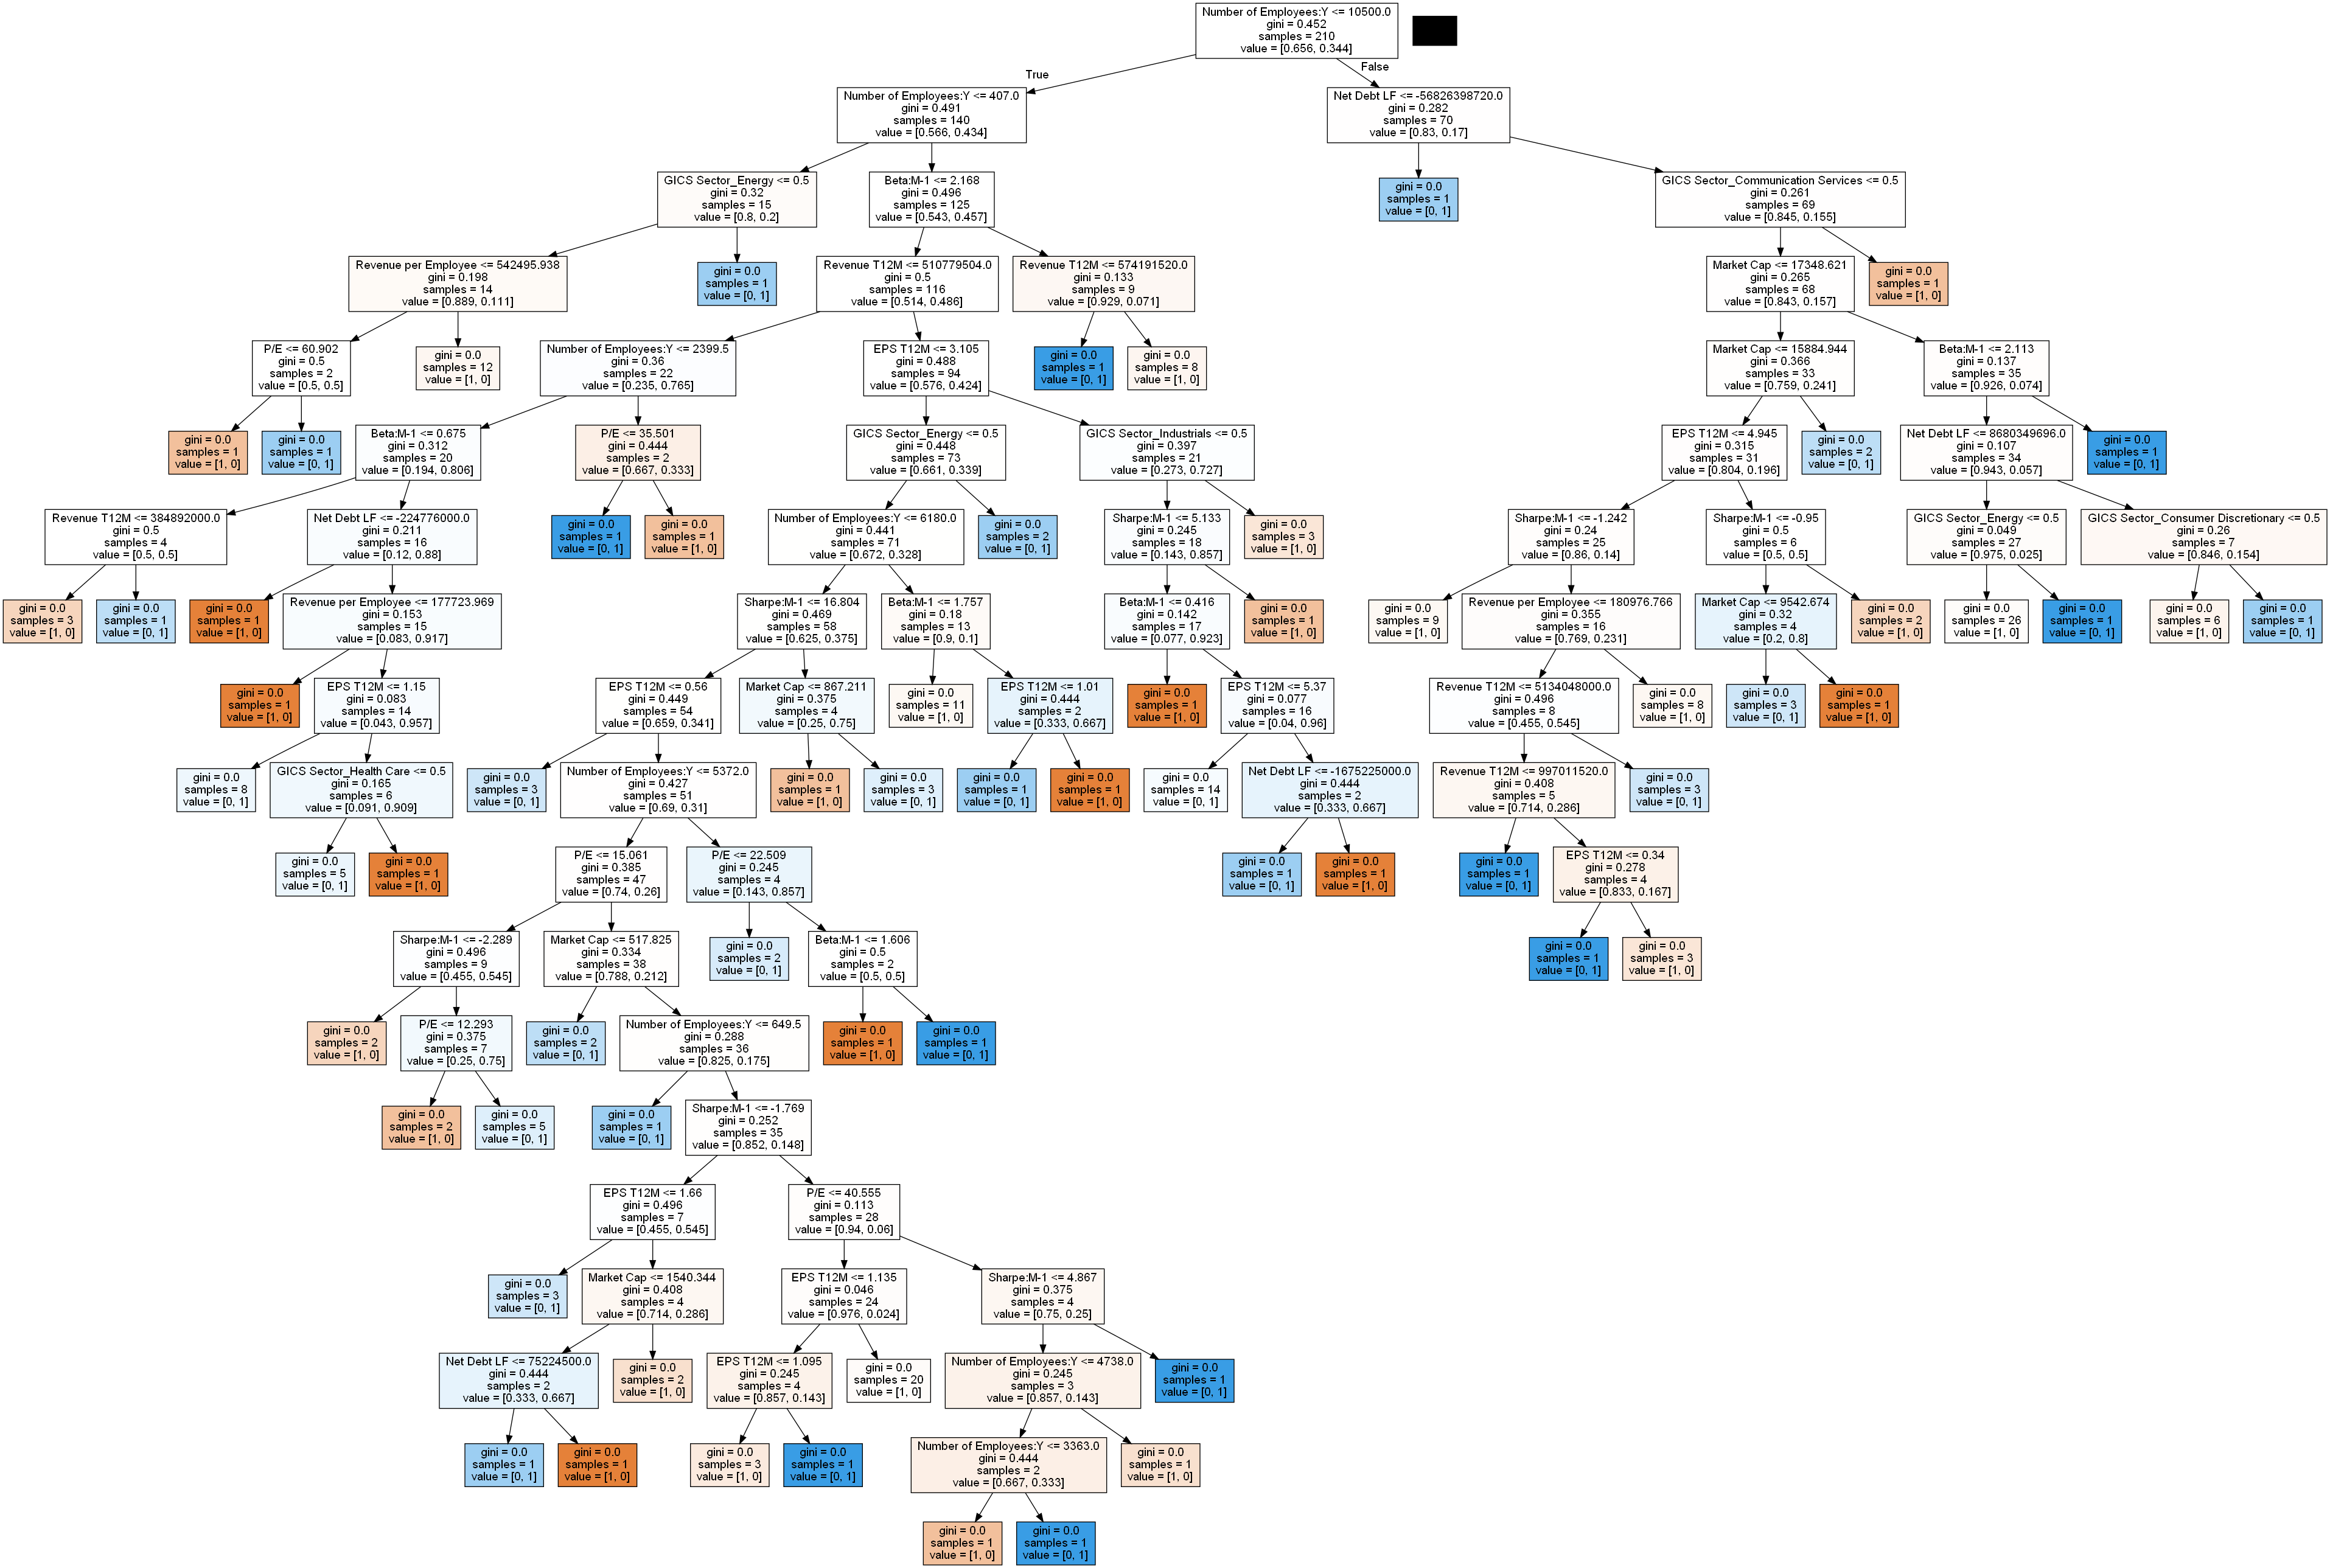 Number of Employees:Y <= 10500.0
gini = 0.452
samples = 210
value = [0.656, 0.344]
True
False
Number of Employees:Y <= 407.0
gini = 0.491
samples = 140
value = [0.566, 0.434]
Net Debt LF <= -56826398720.0
gini = 0.282
samples = 70
value = [0.83, 0.17]
GICS Sector_Energy <= 0.5
gini = 0.32
samples = 15
value = [0.8, 0.2]
Beta:M-1 <= 2.168
gini = 0.496
samples = 125
value = [0.543, 0.457]
gini = 0.0
samples = 1
value = [0, 1]
GICS Sector_Communication Services <= 0.5
gini = 0.261
samples = 69
value = [0.845, 0.155]
Revenue per Employee <= 542495.938
gini = 0.198
samples = 14
value = [0.889, 0.111]
gini = 0.0
samples = 1
value = [0, 1]
Revenue T12M <= 510779504.0
gini = 0.5
samples = 116
value = [0.514, 0.486]
Revenue T12M <= 574191520.0
gini = 0.133
samples = 9
value = [0.929, 0.071]
Market Cap <= 17348.621
gini = 0.265
samples = 68
value = [0.843, 0.157]
gini = 0.0
samples = 1
value = [1, 0]
P/E <= 60.902
gini = 0.5
samples = 2
value = [0.5, 0.5]
gini = 0.0
samples = 12
value = [1, 0]
Number of Employees:Y <= 2399.5
gini = 0.36
samples = 22
value = [0.235, 0.765]
EPS T12M <= 3.105
gini = 0.488
samples = 94
value = [0.576, 0.424]
gini = 0.0
samples = 1
value = [0, 1]
gini = 0.0
samples = 8
value = [1, 0]
Market Cap <= 15884.944
gini = 0.366
samples = 33
value = [0.759, 0.241]
Beta:M-1 <= 2.113
gini = 0.137
samples = 35
value = [0.926, 0.074]
gini = 0.0
samples = 1
value = [1, 0]
gini = 0.0
samples = 1
value = [0, 1]
Beta:M-1 <= 0.675
gini = 0.312
samples = 20
value = [0.194, 0.806]
P/E <= 35.501
gini = 0.444
samples = 2
value = [0.667, 0.333]
GICS Sector_Energy <= 0.5
gini = 0.448
samples = 73
value = [0.661, 0.339]
GICS Sector_Industrials <= 0.5
gini = 0.397
samples = 21
value = [0.273, 0.727]
EPS T12M <= 4.945
gini = 0.315
samples = 31
value = [0.804, 0.196]
gini = 0.0
samples = 2
value = [0, 1]
Net Debt LF <= 8680349696.0
gini = 0.107
samples = 34
value = [0.943, 0.057]
gini = 0.0
samples = 1
value = [0, 1]
Revenue T12M <= 384892000.0
gini = 0.5
samples = 4
value = [0.5, 0.5]
Net Debt LF <= -224776000.0
gini = 0.211
samples = 16
value = [0.12, 0.88]
gini = 0.0
samples = 1
value = [0, 1]
gini = 0.0
samples = 1
value = [1, 0]
Number of Employees:Y <= 6180.0
gini = 0.441
samples = 71
value = [0.672, 0.328]
gini = 0.0
samples = 2
value = [0, 1]
Sharpe:M-1 <= 5.133
gini = 0.245
samples = 18
value = [0.143, 0.857]
gini = 0.0
samples = 3
value = [1, 0]
Sharpe:M-1 <= -1.242
gini = 0.24
samples = 25
value = [0.86, 0.14]
Sharpe:M-1 <= -0.95
gini = 0.5
samples = 6
value = [0.5, 0.5]
GICS Sector_Energy <= 0.5
gini = 0.049
samples = 27
value = [0.975, 0.025]
GICS Sector_Consumer Discretionary <= 0.5
gini = 0.26
samples = 7
value = [0.846, 0.154]
gini = 0.0
samples = 3
value = [1, 0]
gini = 0.0
samples = 1
value = [0, 1]
gini = 0.0
samples = 1
value = [1, 0]
Revenue per Employee <= 177723.969
gini = 0.153
samples = 15
value = [0.083, 0.917]
Sharpe:M-1 <= 16.804
gini = 0.469
samples = 58
value = [0.625, 0.375]
Beta:M-1 <= 1.757
gini = 0.18
samples = 13
value = [0.9, 0.1]
Beta:M-1 <= 0.416
gini = 0.142
samples = 17
value = [0.077, 0.923]
gini = 0.0
samples = 1
value = [1, 0]
gini = 0.0
samples = 9
value = [1, 0]
Revenue per Employee <= 180976.766
gini = 0.355
samples = 16
value = [0.769, 0.231]
Market Cap <= 9542.674
gini = 0.32
samples = 4
value = [0.2, 0.8]
gini = 0.0
samples = 2
value = [1, 0]
gini = 0.0
samples = 26
value = [1, 0]
gini = 0.0
samples = 1
value = [0, 1]
gini = 0.0
samples = 6
value = [1, 0]
gini = 0.0
samples = 1
value = [0, 1]
gini = 0.0
samples = 1
value = [1, 0]
EPS T12M <= 1.15
gini = 0.083
samples = 14
value = [0.043, 0.957]
EPS T12M <= 0.56
gini = 0.449
samples = 54
value = [0.659, 0.341]
Market Cap <= 867.211
gini = 0.375
samples = 4
value = [0.25, 0.75]
gini = 0.0
samples = 11
value = [1, 0]
EPS T12M <= 1.01
gini = 0.444
samples = 2
value = [0.333, 0.667]
gini = 0.0
samples = 1
value = [1, 0]
EPS T12M <= 5.37
gini = 0.077
samples = 16
value = [0.04, 0.96]
Revenue T12M <= 5134048000.0
gini = 0.496
samples = 8
value = [0.455, 0.545]
gini = 0.0
samples = 8
value = [1, 0]
gini = 0.0
samples = 3
value = [0, 1]
gini = 0.0
samples = 1
value = [1, 0]
gini = 0.0
samples = 8
value = [0, 1]
GICS Sector_Health Care <= 0.5
gini = 0.165
samples = 6
value = [0.091, 0.909]
gini = 0.0
samples = 3
value = [0, 1]
Number of Employees:Y <= 5372.0
gini = 0.427
samples = 51
value = [0.69, 0.31]
gini = 0.0
samples = 1
value = [1, 0]
gini = 0.0
samples = 3
value = [0, 1]
gini = 0.0
samples = 1
value = [0, 1]
gini = 0.0
samples = 1
value = [1, 0]
gini = 0.0
samples = 14
value = [0, 1]
Net Debt LF <= -1675225000.0
gini = 0.444
samples = 2
value = [0.333, 0.667]
Revenue T12M <= 997011520.0
gini = 0.408
samples = 5
value = [0.714, 0.286]
gini = 0.0
samples = 3
value = [0, 1]
gini = 0.0
samples = 5
value = [0, 1]
gini = 0.0
samples = 1
value = [1, 0]
P/E <= 15.061
gini = 0.385
samples = 47
value = [0.74, 0.26]
P/E <= 22.509
gini = 0.245
samples = 4
value = [0.143, 0.857]
gini = 0.0
samples = 1
value = [0, 1]
gini = 0.0
samples = 1
value = [1, 0]
gini = 0.0
samples = 1
value = [0, 1]
EPS T12M <= 0.34
gini = 0.278
samples = 4
value = [0.833, 0.167]
Sharpe:M-1 <= -2.289
gini = 0.496
samples = 9
value = [0.455, 0.545]
Market Cap <= 517.825
gini = 0.334
samples = 38
value = [0.788, 0.212]
gini = 0.0
samples = 2
value = [0, 1]
Beta:M-1 <= 1.606
gini = 0.5
samples = 2
value = [0.5, 0.5]
gini = 0.0
samples = 1
value = [0, 1]
gini = 0.0
samples = 3
value = [1, 0]
gini = 0.0
samples = 2
value = [1, 0]
P/E <= 12.293
gini = 0.375
samples = 7
value = [0.25, 0.75]
gini = 0.0
samples = 2
value = [0, 1]
Number of Employees:Y <= 649.5
gini = 0.288
samples = 36
value = [0.825, 0.175]
gini = 0.0
samples = 1
value = [1, 0]
gini = 0.0
samples = 1
value = [0, 1]
gini = 0.0
samples = 2
value = [1, 0]
gini = 0.0
samples = 5
value = [0, 1]
gini = 0.0
samples = 1
value = [0, 1]
Sharpe:M-1 <= -1.769
gini = 0.252
samples = 35
value = [0.852, 0.148]
EPS T12M <= 1.66
gini = 0.496
samples = 7
value = [0.455, 0.545]
P/E <= 40.555
gini = 0.113
samples = 28
value = [0.94, 0.06]
gini = 0.0
samples = 3
value = [0, 1]
Market Cap <= 1540.344
gini = 0.408
samples = 4
value = [0.714, 0.286]
EPS T12M <= 1.135
gini = 0.046
samples = 24
value = [0.976, 0.024]
Sharpe:M-1 <= 4.867
gini = 0.375
samples = 4
value = [0.75, 0.25]
Net Debt LF <= 75224500.0
gini = 0.444
samples = 2
value = [0.333, 0.667]
gini = 0.0
samples = 2
value = [1, 0]
EPS T12M <= 1.095
gini = 0.245
samples = 4
value = [0.857, 0.143]
gini = 0.0
samples = 20
value = [1, 0]
Number of Employees:Y <= 4738.0
gini = 0.245
samples = 3
value = [0.857, 0.143]
gini = 0.0
samples = 1
value = [0, 1]
gini = 0.0
samples = 1
value = [0, 1]
gini = 0.0
samples = 1
value = [1, 0]
gini = 0.0
samples = 3
value = [1, 0]
gini = 0.0
samples = 1
value = [0, 1]
Number of Employees:Y <= 3363.0
gini = 0.444
samples = 2
value = [0.667, 0.333]
gini = 0.0
samples = 1
value = [1, 0]
gini = 0.0
samples = 1
value = [1, 0]
gini = 0.0
samples = 1
value = [0, 1]